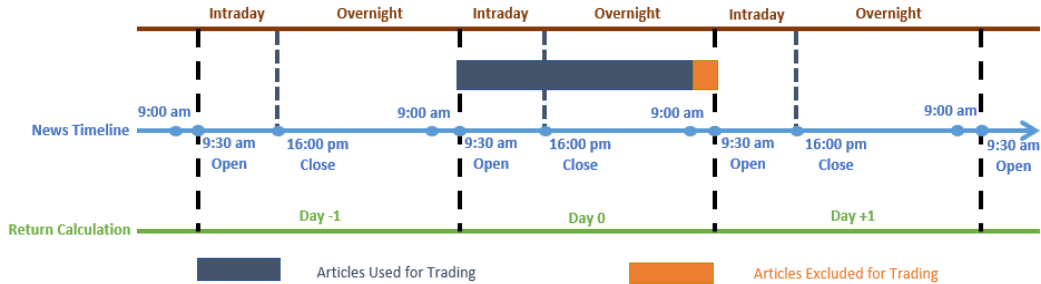 Intraday Overnight Intraday Overnight Intraday Overnight
9:00 am 9:00 am 9:00 am 9:00 am
News Timeline
9:30 am 16:00 pm 9:30 am 16:00 pm 9:30 am 16:00 pm 9:30 am
Open Close Open Close Open Close Open
Day -1 Day 0 Day +1
Return Calculation
Articles Used for Trading Articles Excluded for Trading